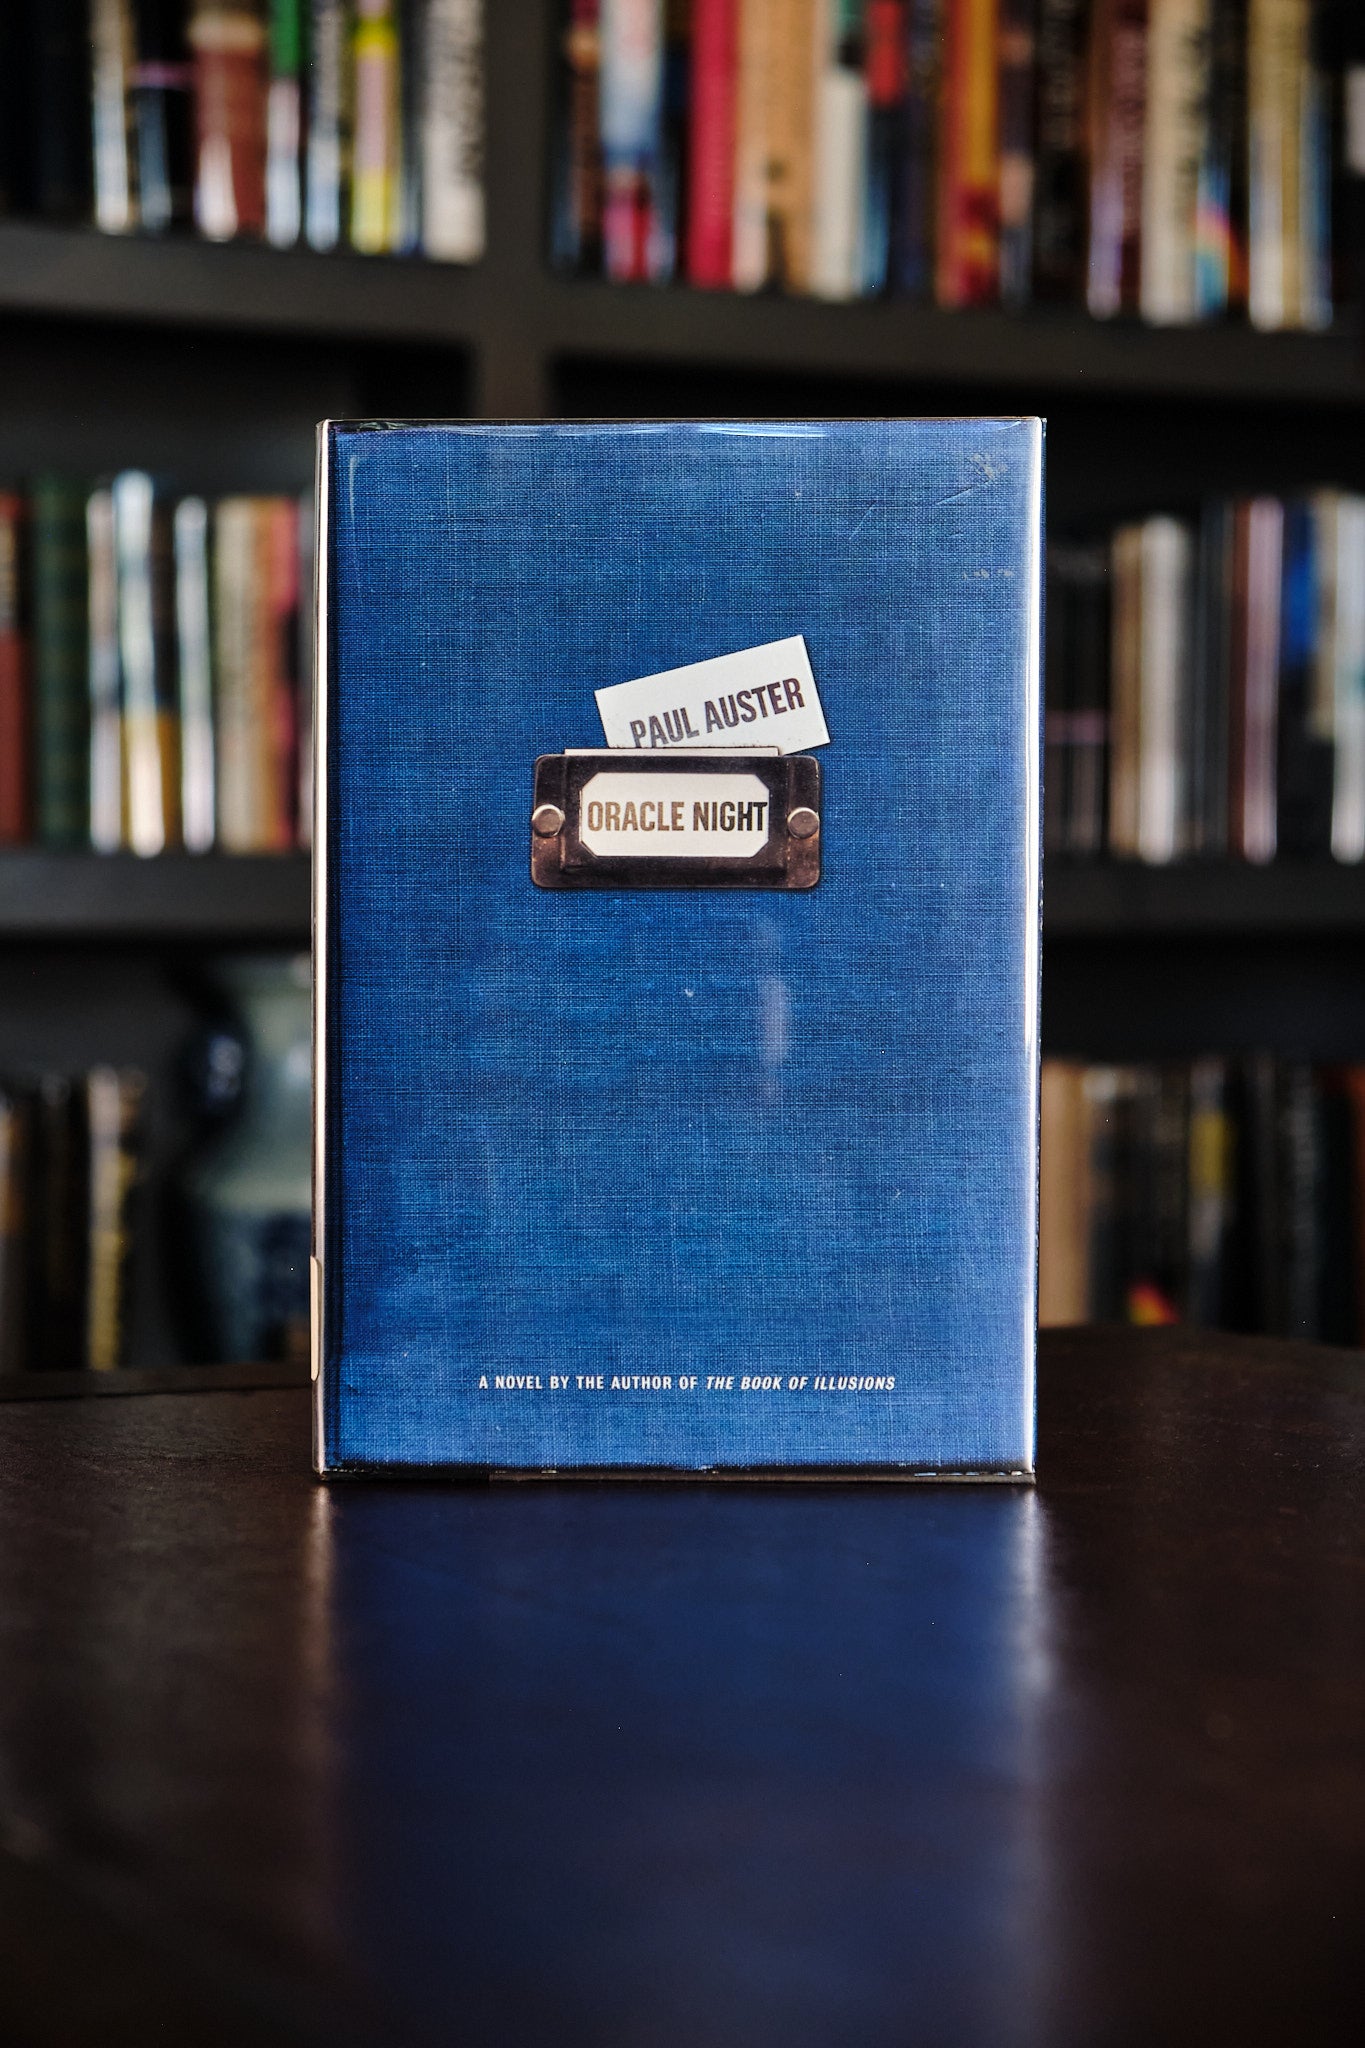 PAUL AUSTER
ORACLE NIGHT
A NOVEL BY THE AUTHOR OF THE BOOK OF ILLUSIONS